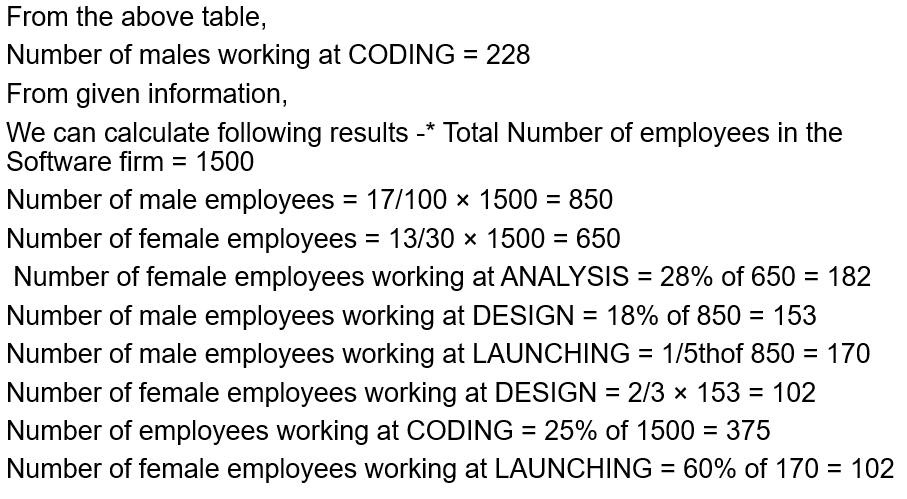 From the above table,
Number of males working at CODING = 228
From given information,
We can calculate following results -* Total Number of employees in the
Software firm = 1500
Number of male employees = 17/100 × 1500 = 850
Number of female employees = 13/30 × 1500 = 650
Number of female employees working at ANALYSIS = 28% of 650 = 182
Number of male employees working at DESIGN = 18% of 850 = 153
Number of male employees working at LAUNCHING = 1/5thof 850 = 170
Number of female employees working at DESIGN = 2/3 × 153 = 102
Number of employees working at CODING = 25% of 1500 = 375
Number of female employees working at LAUNCHING = 60% of 170 = 102